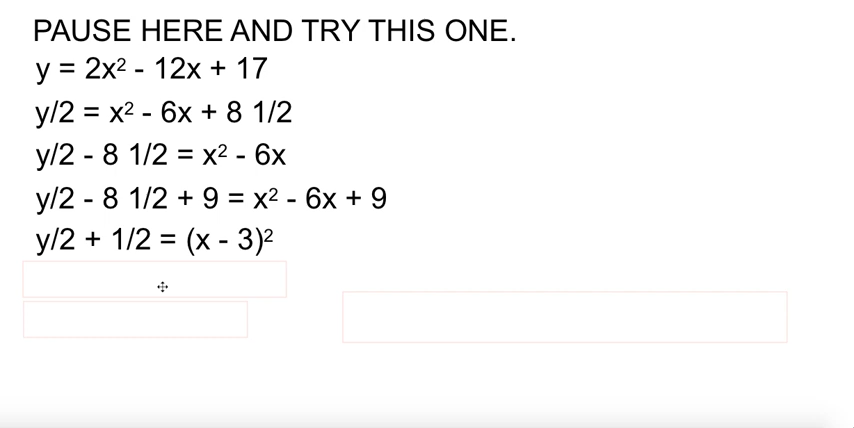 PAUSE HERE AND TRY THIS ONE.
y = 2x² - 12x + 17
y/2 = x² - 6x + 8 1/2
y/2 - 8 1/2 = x² - 6x
y/2 - 8 1/2 + 9 = x² - 6x + 9
y/2 + 1/2 = (x - 3)²